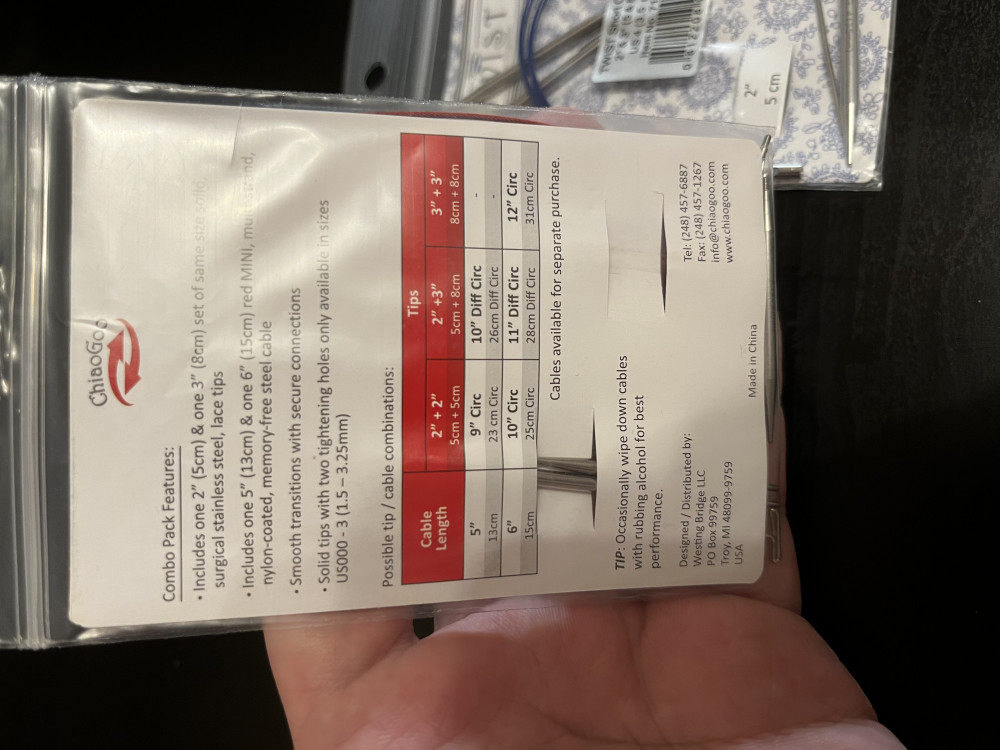 ChiaoGoo
Combo Pack Features:
• Includes one 2" (5cm) & one 3" (8cm) set of same size solid,
surgical stainless steel, lace tips
• Includes one 5" (13cm) & one 6" (15cm) red MINI, multi-strand,
nylon-coated, memory-free steel cable
• Smooth transitions with secure connections
• Solid tips with two tightening holes only available in sizes
US000 - 3 (1.5 – 3.25mm)
Possible tip / cable combinations:
Cable Length Tips
2" + 2" 2" +3" 3" + 3"
5cm + 5cm 5cm + 8cm 8cm + 8cm
5" 9" Circ 10" Diff Circ -
13cm 23 cm Circ 26cm Diff Circ -
6" 10" Circ 11" Diff Circ 12" Circ
15cm 25cm Circ 28cm Diff Circ 31cm Circ
Cables available for separate purchase.
TIP: Occasionally wipe down cables
with rubbing alcohol for best
performance.
Designed / Distributed by:
Westing Bridge LLC
PO Box 99759
Troy, MI 48099-9759
USA
Made in China
Tel: (248) 457-6887
Fax: (248) 457-1267
info@chiaogoo.com
www.chiaogoo.com
TWIST
2"
5 cm